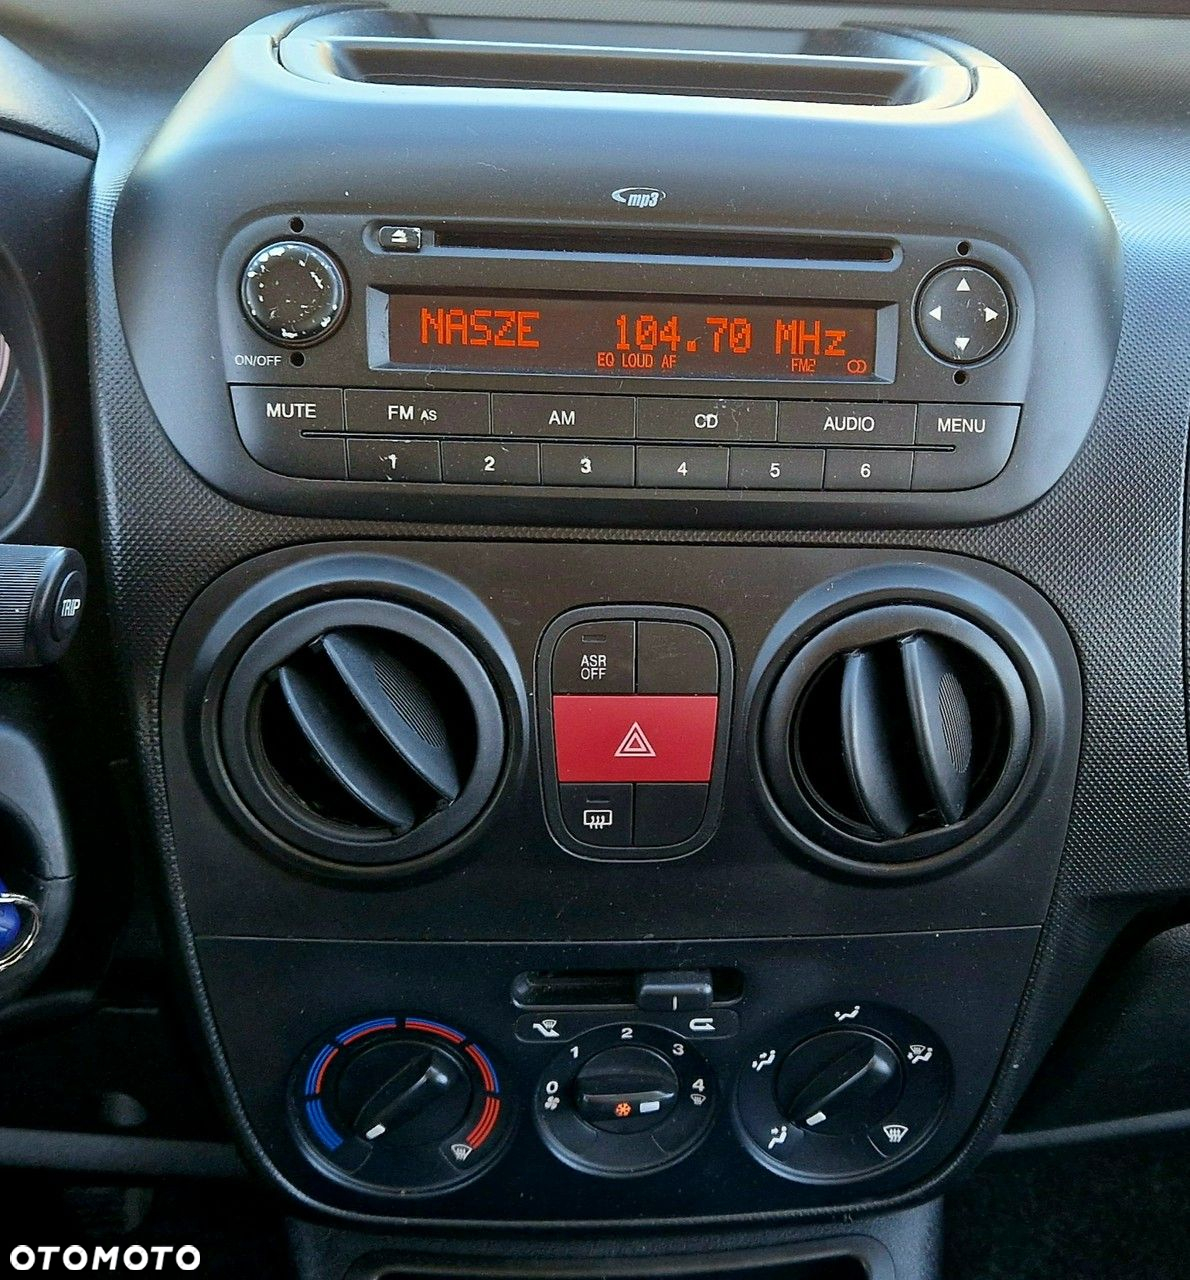 mp3
NASZE 104.70 MHz
EQ LOUD AF FM2
ON/OFF
MUTE FM AS AM CD AUDIO MENU
1 2 3 4 5 6
TRIP
ASR
OFF
2
1 3
0 4
OTOMOTO